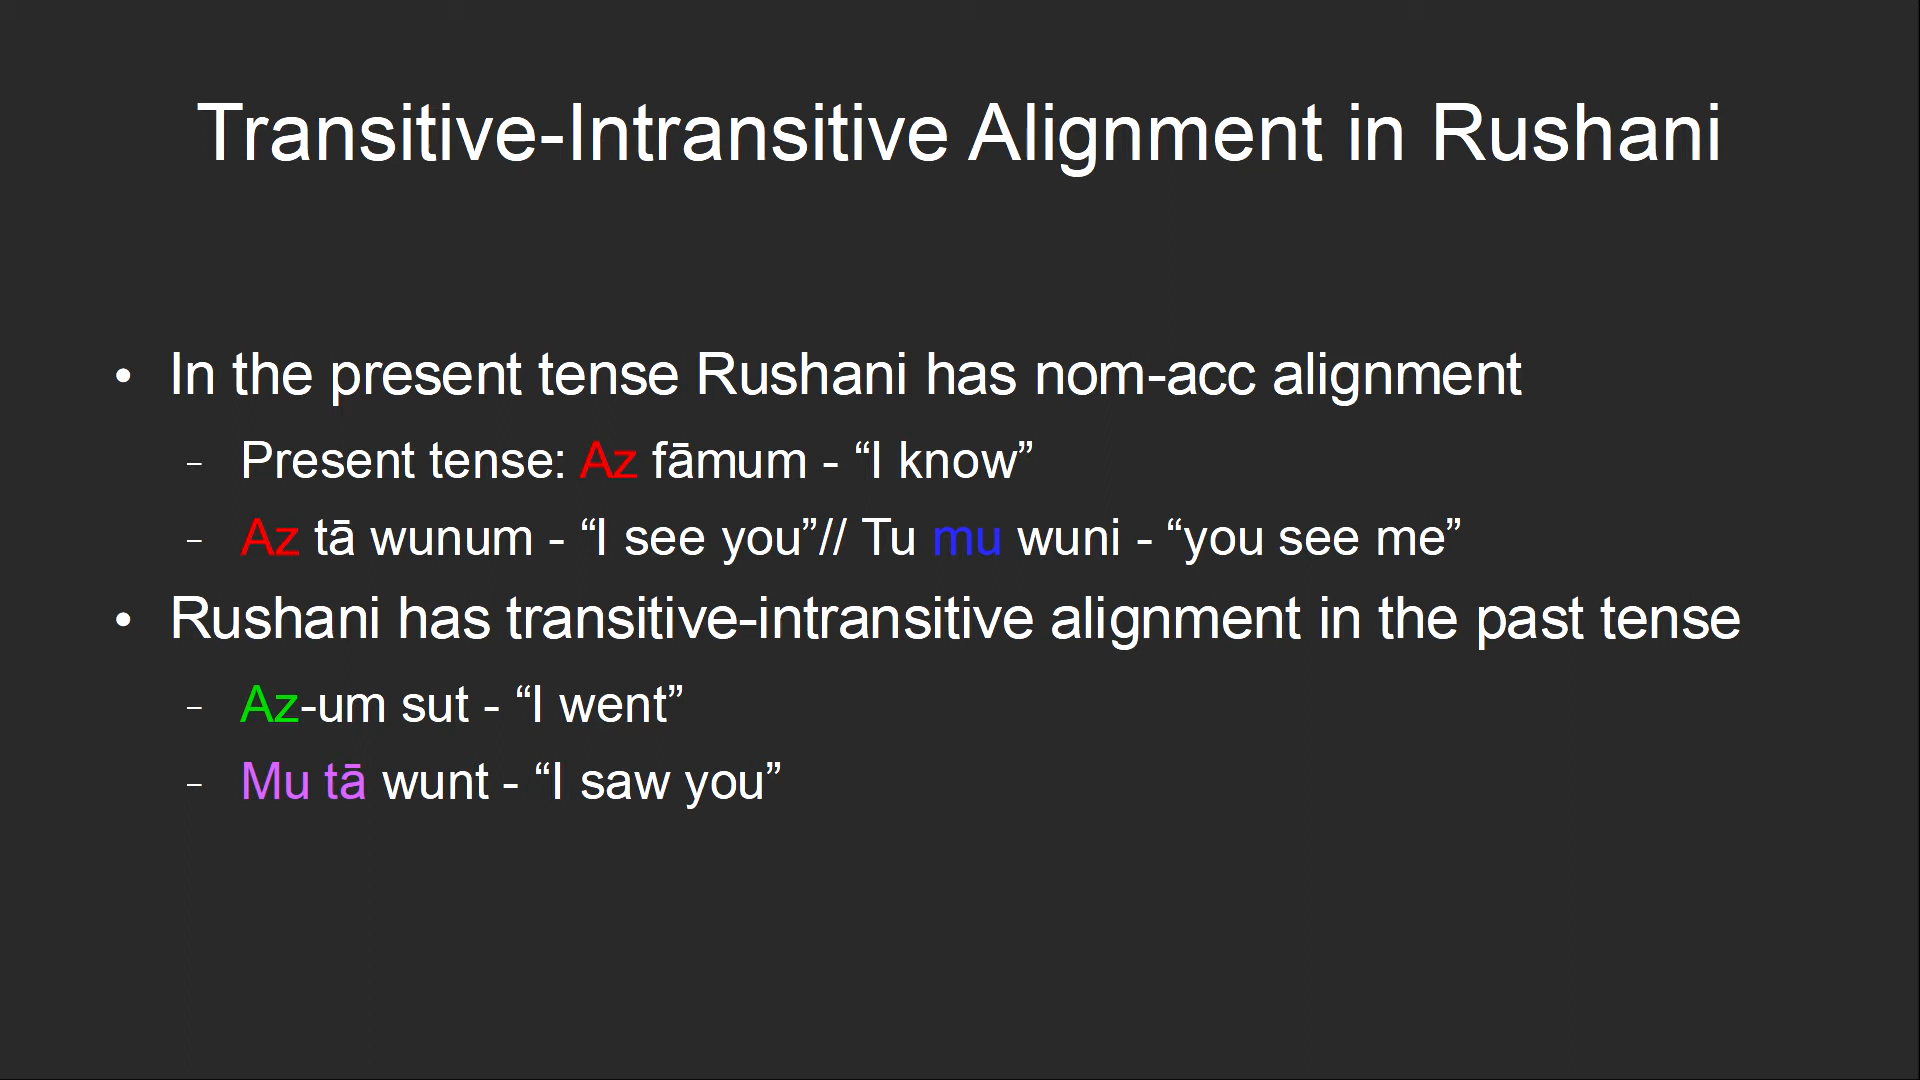 Transitive-Intransitive Alignment in Rushani
• In the present tense Rushani has nom-acc alignment
– Present tense: Az fāmum - “I know”
– Az tā wunum - “I see you”// Tu mu wuni - “you see me”
• Rushani has transitive-intransitive alignment in the past tense
– Az-um sut - “I went”
– Mu tā wunt - “I saw you”